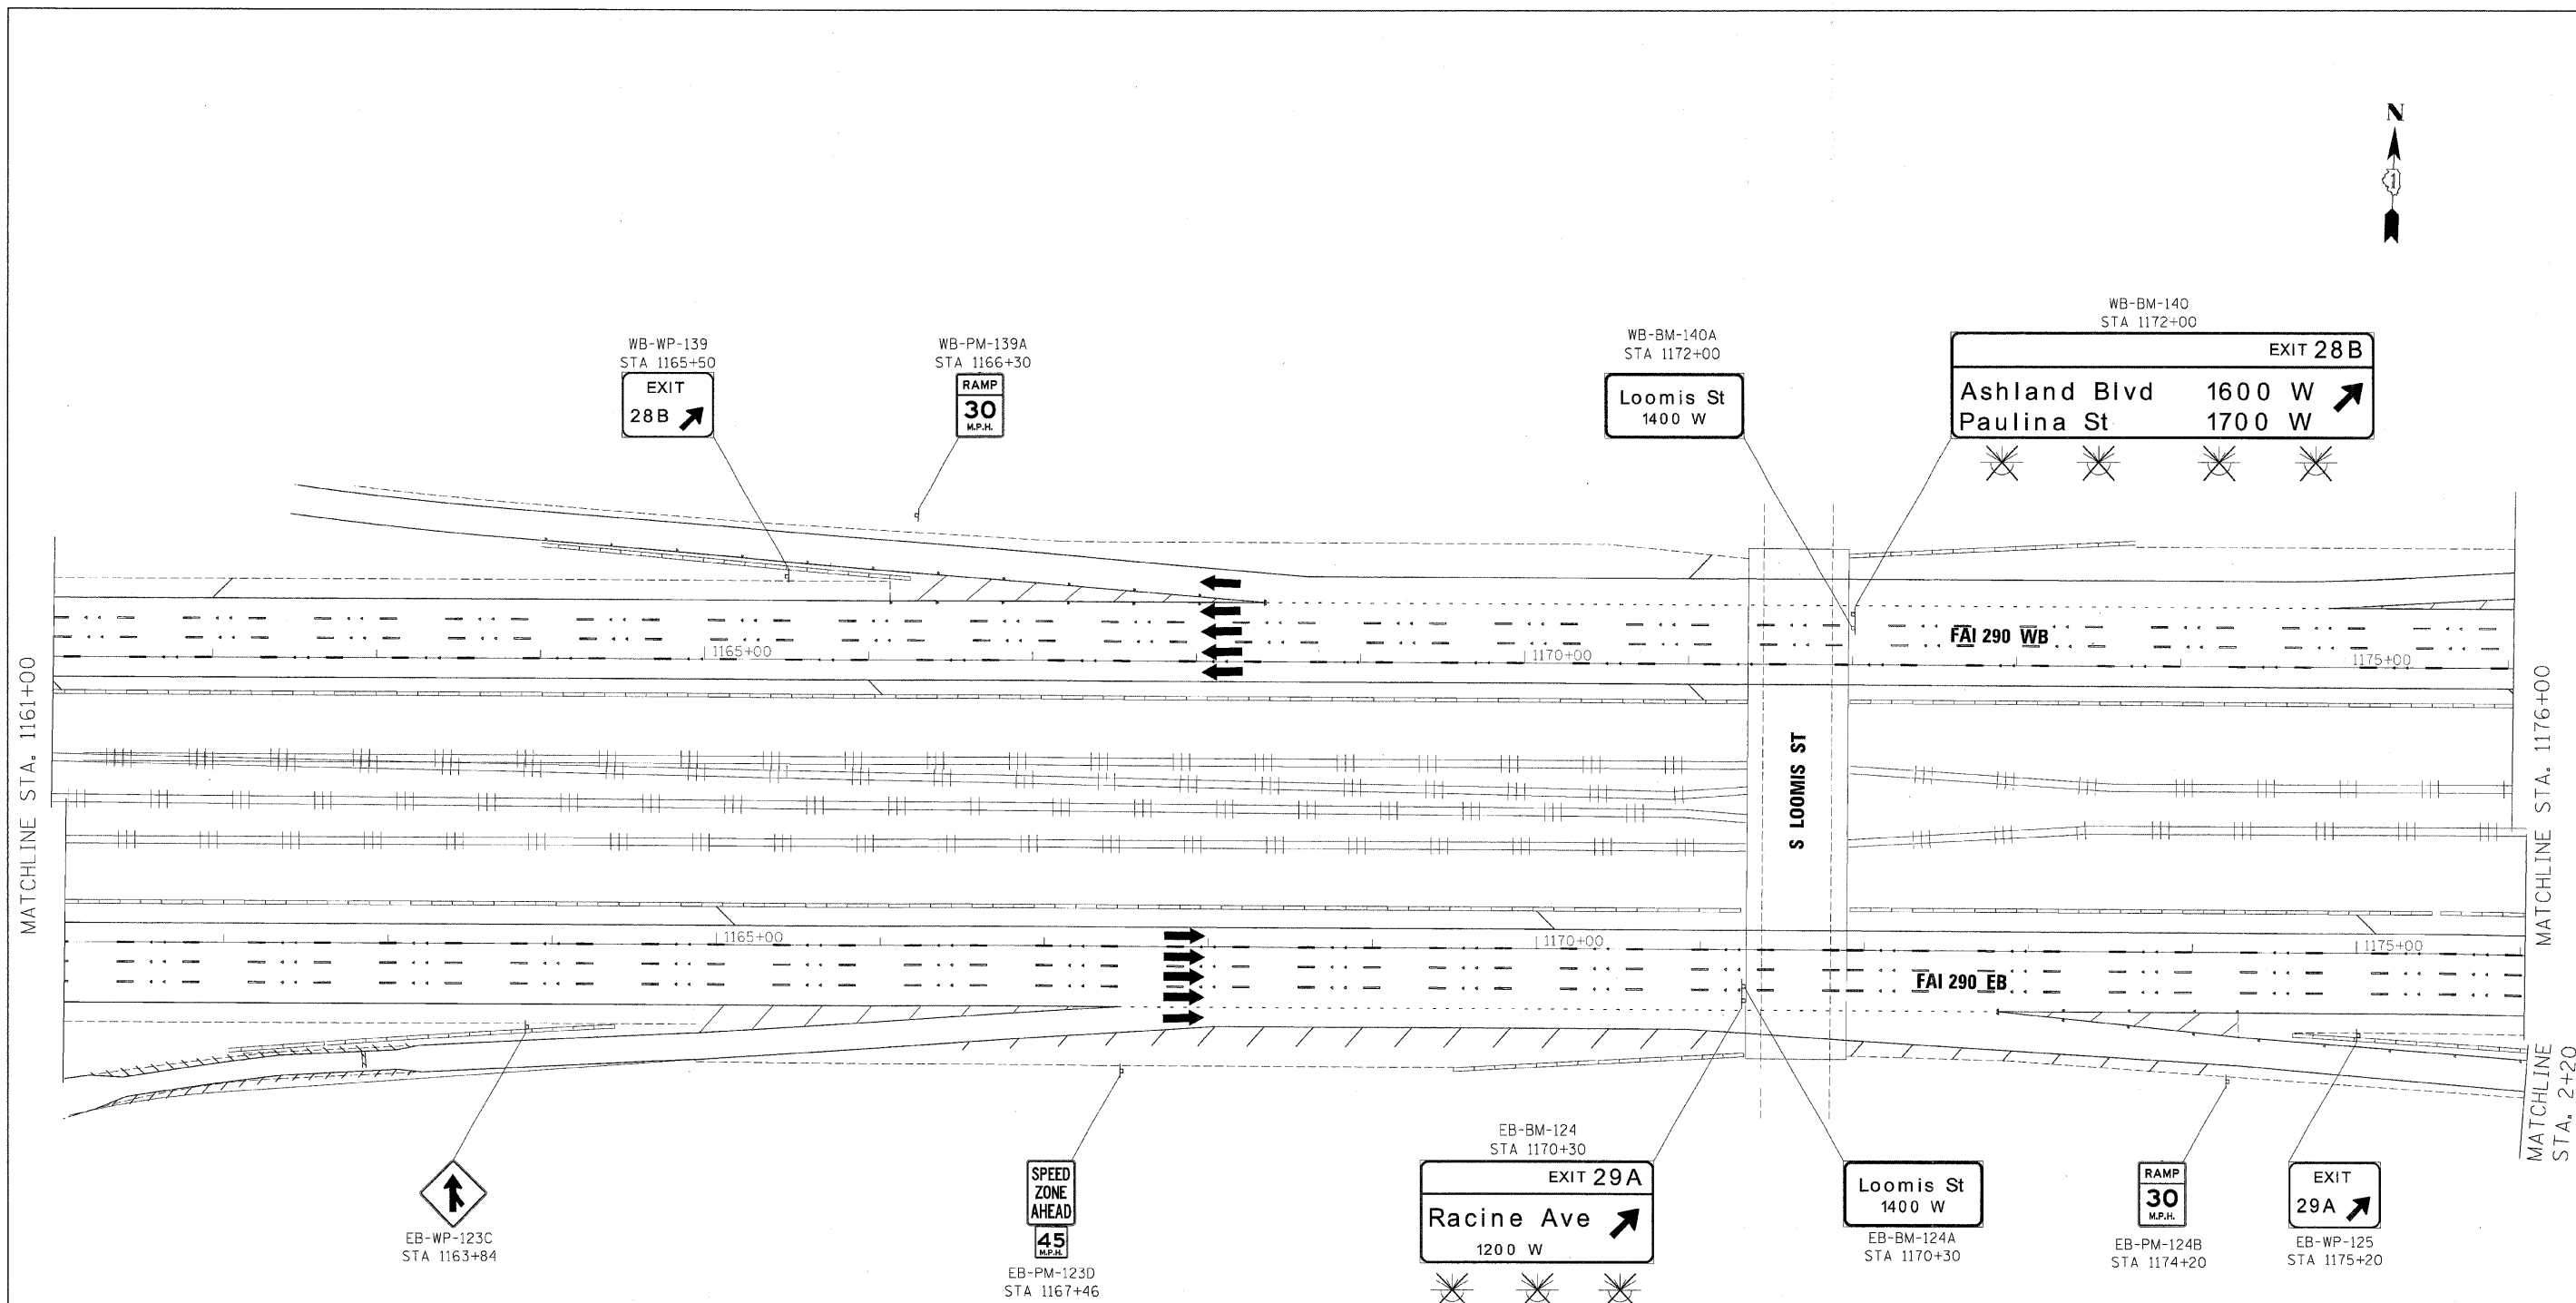 N
1
WB-BM-140
STA 1172+00
EXIT 28B
Ashland Blvd 1600 W
Paulina St 1700 W
WB-WP-139
STA 1165+50
EXIT
28B
WB-PM-139A
STA 1166+30
RAMP
30
M.P.H.
WB-BM-140A
STA 1172+00
Loomis St
1400 W
FAI 290 WB
1165+00
1170+00
1175+00
MATCHLINE STA. 1161+00
MATCHLINE STA. 1176+00
S LOOMIS ST
1165+00
1170+00
1175+00
FAI 290 EB
MATCHLINE
STA. 2+20
EB-WP-123C
STA 1163+84
SPEED
ZONE
AHEAD
45
M.P.H.
EB-PM-123D
STA 1167+46
EB-BM-124
STA 1170+30
EXIT 29A
Racine Ave
1200 W
Loomis St
1400 W
EB-BM-124A
STA 1170+30
RAMP
30
M.P.H.
EB-PM-124B
STA 1174+20
EXIT
29A
EB-WP-125
STA 1175+20